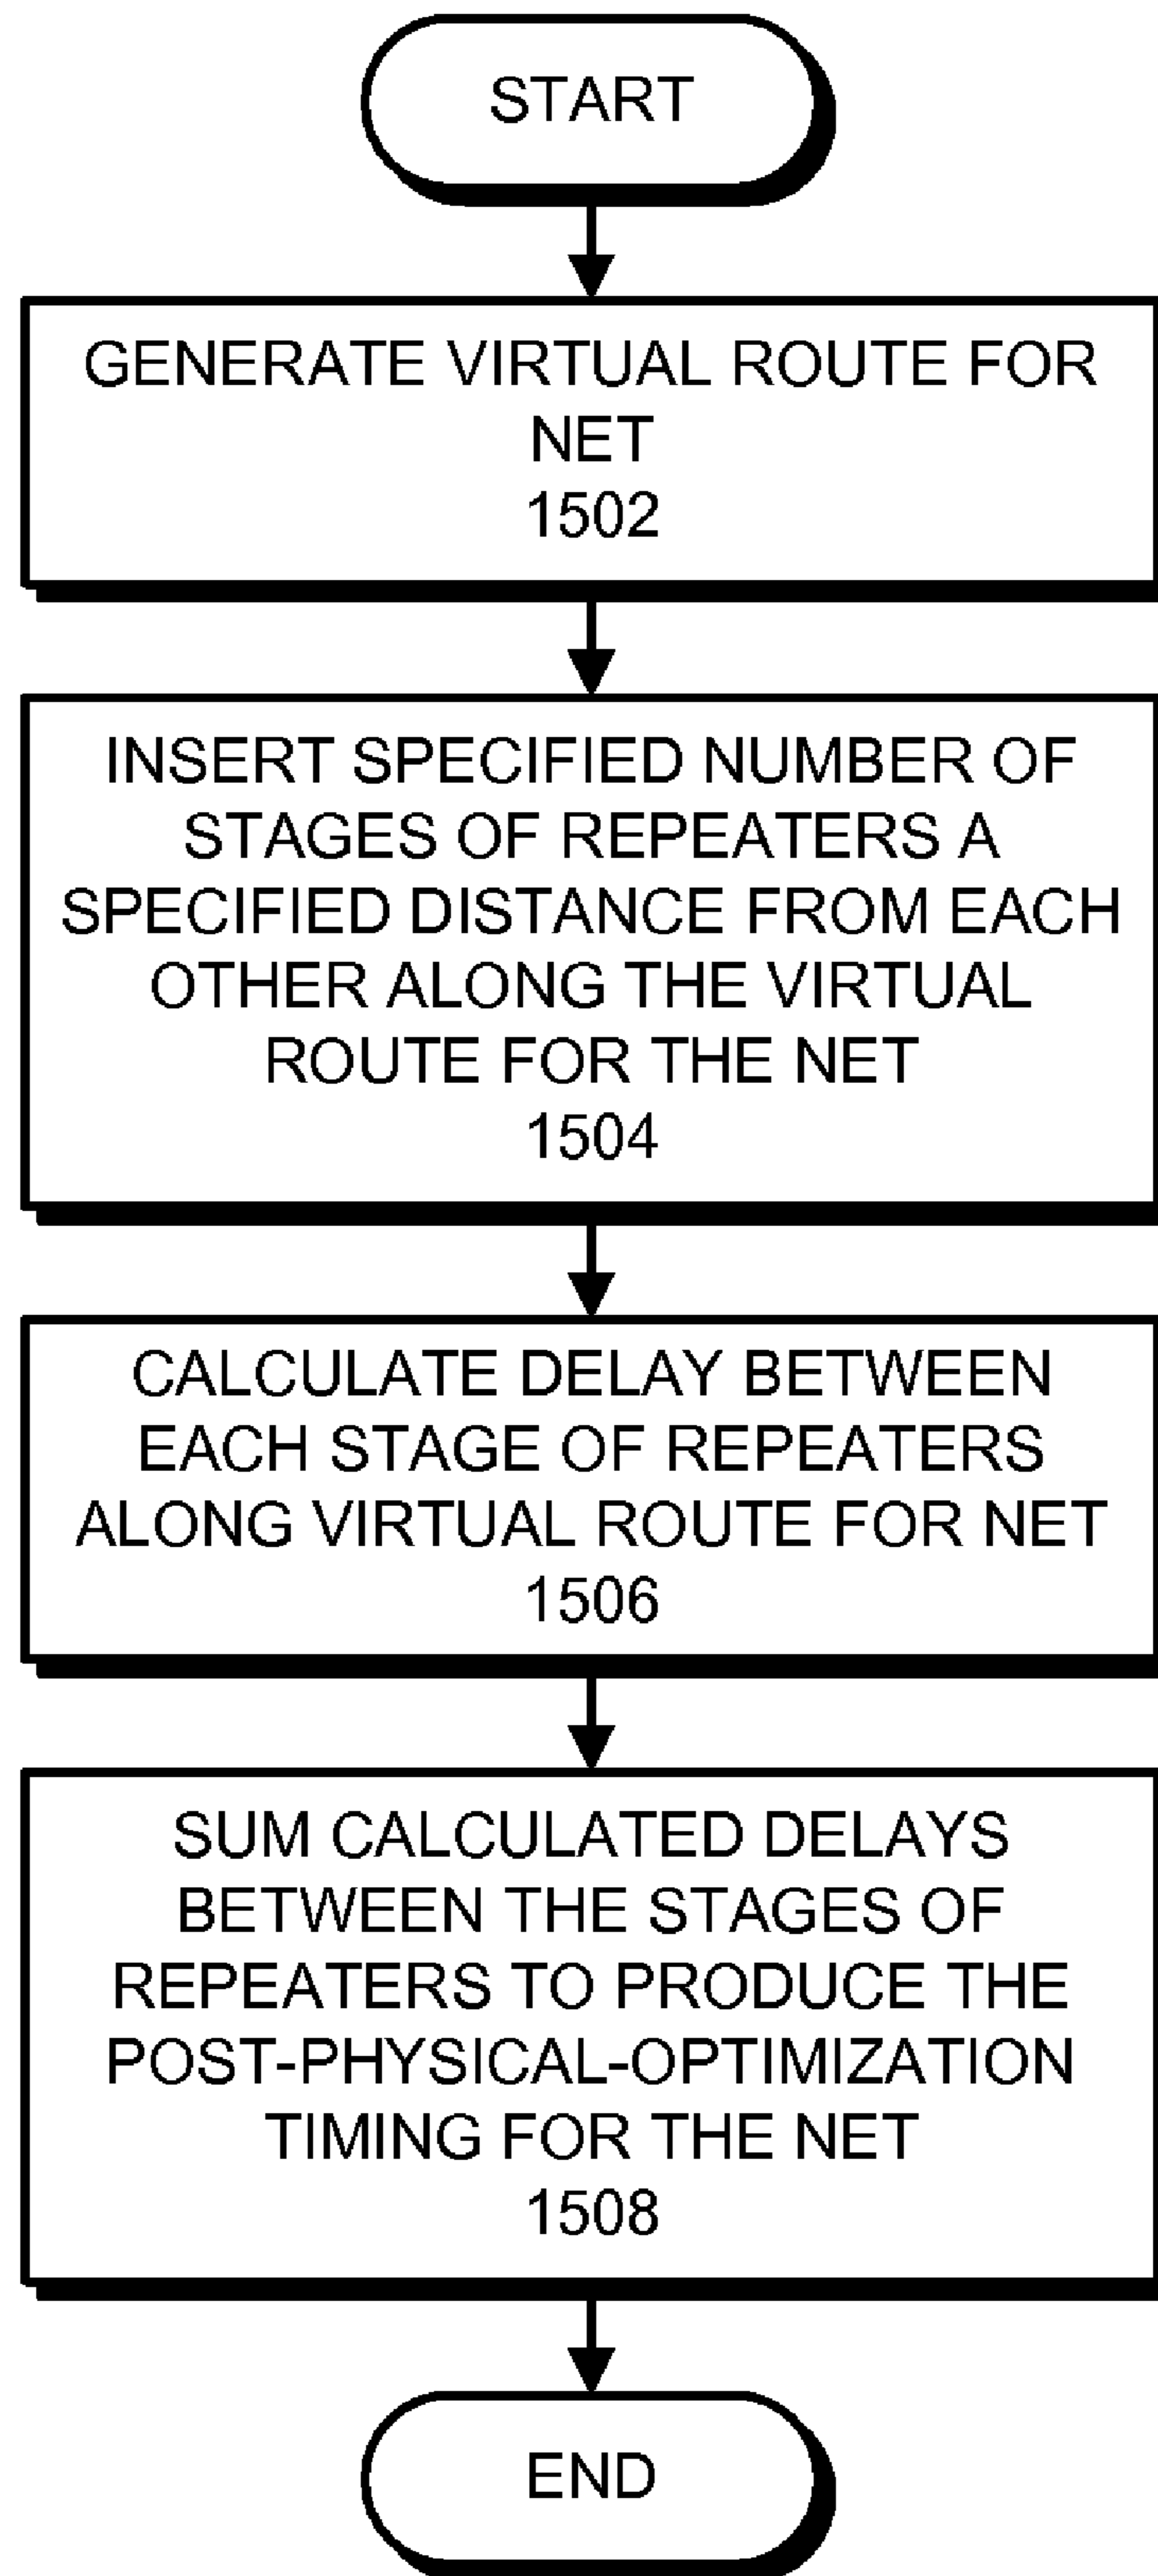 START
GENERATE VIRTUAL ROUTE FOR
NET
1502
INSERT SPECIFIED NUMBER OF
STAGES OF REPEATERS A
SPECIFIED DISTANCE FROM EACH
OTHER ALONG THE VIRTUAL
ROUTE FOR THE NET
1504
CALCULATE DELAY BETWEEN
EACH STAGE OF REPEATERS
ALONG VIRTUAL ROUTE FOR NET
1506
SUM CALCULATED DELAYS
BETWEEN THE STAGES OF
REPEATERS TO PRODUCE THE
POST-PHYSICAL-OPTIMIZATION
TIMING FOR THE NET
1508
END